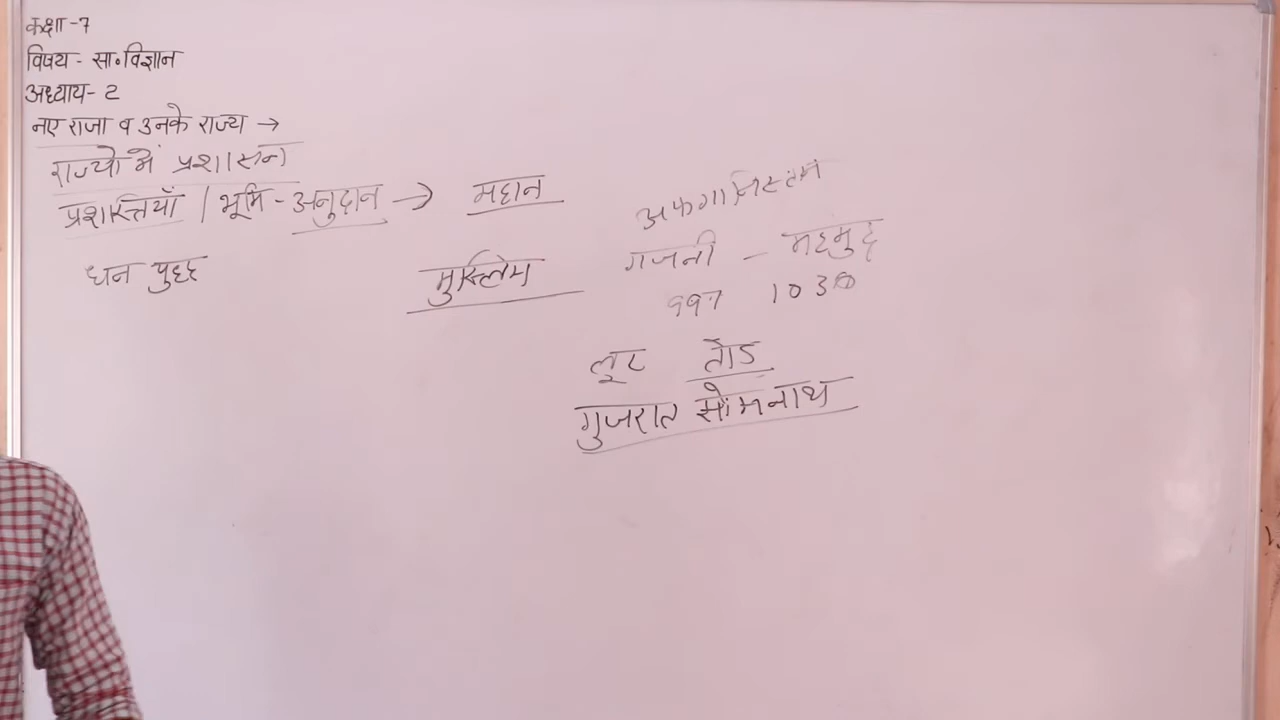 कक्षा -7
विषय - सा॰विज्ञान
अध्याय - 2
नए राजा व उनके राज्य →
राज्यो में प्रशासन
प्रशस्तियाँ / भूमि - अनुदान → महान
अफगानिस्तान
धन युद्ध मुस्लिम गजनी - महमुद
997 1030
लूट तोड
गुजरात सोमनाथ